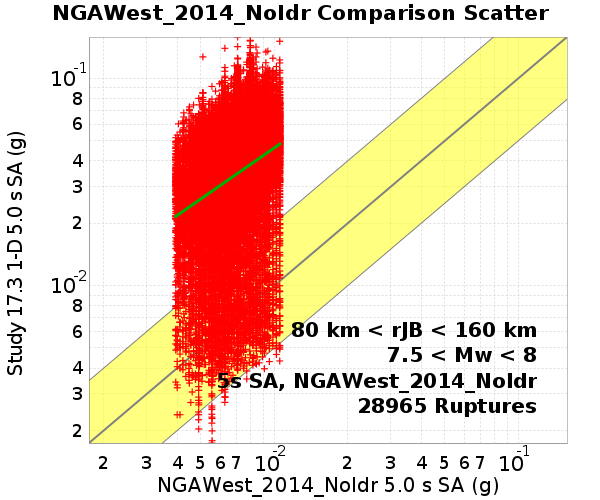 NGAWest_2014_NoIdr Comparison Scatter
Study 17.3 1-D 5.0 s SA (g)
10-1
8
6
4
3
2
10-2
8
6
4
3
2
80 km < rJB < 160 km
7.5 < Mw < 8
5s SA, NGAWest_2014_NoIdr
28965 Ruptures
2 3 4 5 6 7 10-2 2 3 4 5 6 7 10-1
NGAWest_2014_NoIdr 5.0 s SA (g)